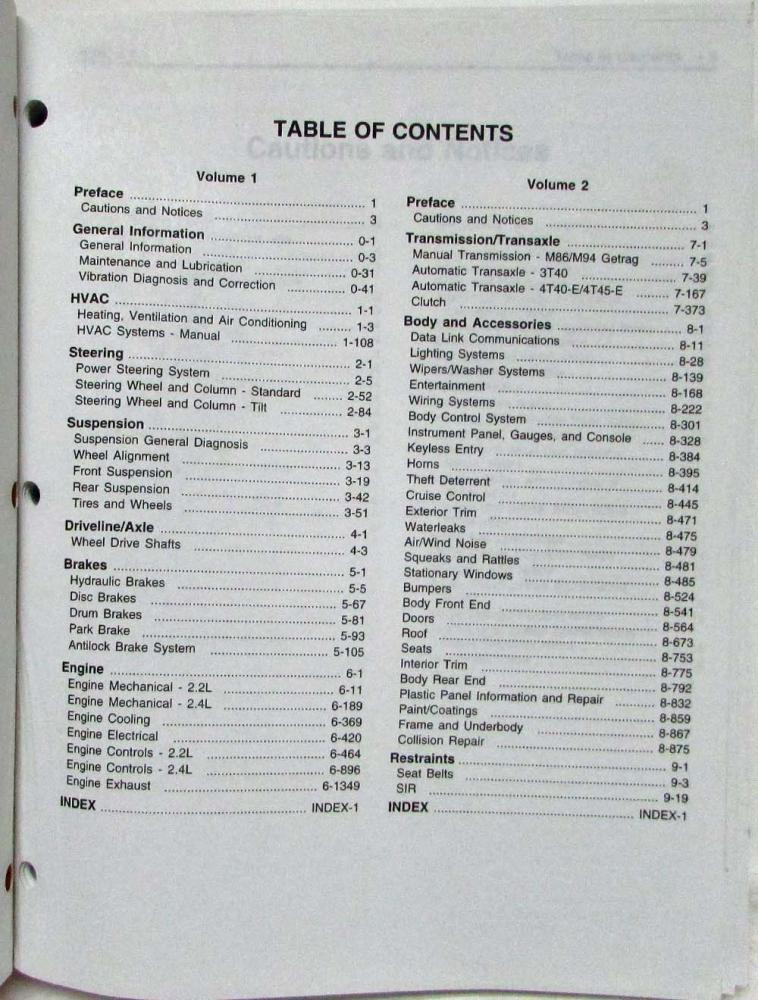 TABLE OF CONTENTS
Volume 1
Preface ........ 1
Cautions and Notices ........ 3
General Information ........ 0-1
General Information ........ 0-3
Maintenance and Lubrication ........ 0-31
Vibration Diagnosis and Correction ........ 0-41
HVAC ........ 1-1
Heating, Ventilation and Air Conditioning ........ 1-3
HVAC Systems - Manual ........ 1-108
Steering ........ 2-1
Power Steering System ........ 2-5
Steering Wheel and Column - Standard ........ 2-52
Steering Wheel and Column - Tilt ........ 2-84
Suspension ........ 3-1
Suspension General Diagnosis ........ 3-3
Wheel Alignment ........ 3-13
Front Suspension ........ 3-19
Rear Suspension ........ 3-42
Tires and Wheels ........ 3-51
Driveline/Axle ........ 4-1
Wheel Drive Shafts ........ 4-3
Brakes ........ 5-1
Hydraulic Brakes ........ 5-5
Disc Brakes ........ 5-67
Drum Brakes ........ 5-81
Park Brake ........ 5-93
Antilock Brake System ........ 5-105
Engine ........ 6-1
Engine Mechanical - 2.2L ........ 6-11
Engine Mechanical - 2.4L ........ 6-189
Engine Cooling ........ 6-369
Engine Electrical ........ 6-420
Engine Controls - 2.2L ........ 6-464
Engine Controls - 2.4L ........ 6-896
Engine Exhaust ........ 6-1349
INDEX ........ INDEX-1
Volume 2
Preface ........ 1
Cautions and Notices ........ 3
Transmission/Transaxle ........ 7-1
Manual Transmission - M86/M94 Getrag ........ 7-5
Automatic Transaxle - 3T40 ........ 7-39
Automatic Transaxle - 4T40-E/4T45-E ........ 7-167
Clutch ........ 7-373
Body and Accessories ........ 8-1
Data Link Communications ........ 8-11
Lighting Systems ........ 8-28
Wipers/Washer Systems ........ 8-139
Entertainment ........ 8-168
Wiring Systems ........ 8-222
Body Control System ........ 8-301
Instrument Panel, Gauges, and Console ........ 8-328
Keyless Entry ........ 8-384
Horns ........ 8-395
Theft Deterrent ........ 8-414
Cruise Control ........ 8-445
Exterior Trim ........ 8-471
Waterleaks ........ 8-475
Air/Wind Noise ........ 8-479
Squeaks and Rattles ........ 8-481
Stationary Windows ........ 8-485
Bumpers ........ 8-524
Body Front End ........ 8-541
Doors ........ 8-564
Roof ........ 8-673
Seats ........ 8-753
Interior Trim ........ 8-775
Body Rear End ........ 8-792
Plastic Panel Information and Repair ........ 8-832
Paint/Coatings ........ 8-859
Frame and Underbody ........ 8-867
Collision Repair ........ 8-875
Restraints ........ 9-1
Seat Belts ........ 9-3
SIR ........ 9-19
INDEX ........ INDEX-1